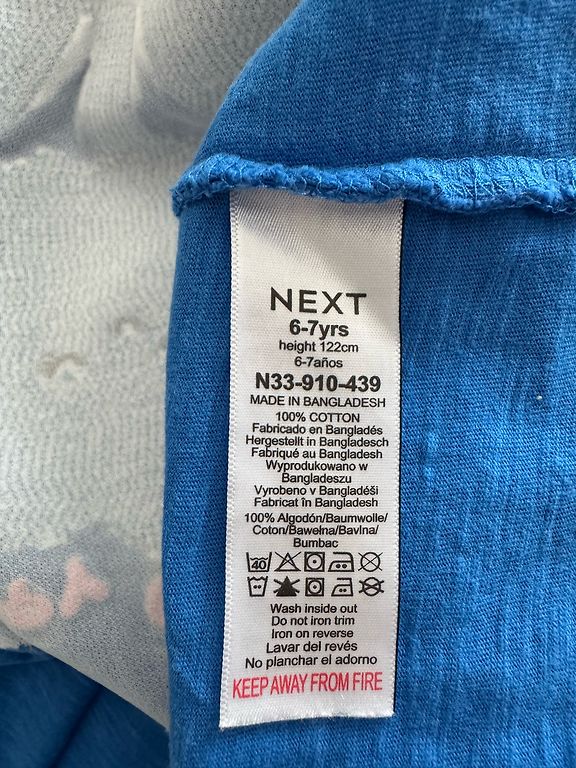 NEXT
6-7yrs
height 122cm
6-7años
N33-910-439
MADE IN BANGLADESH
100% COTTON
Fabricado en Bangladés
Hergestellt in Bangladesch
Fabriqué au Bangladesh
Wyprodukowano w
Bangladeszu
Vyrobeno v Bangladéši
Fabricat în Bangladesh
100% Algodón/Baumwolle/
Coton/Bawełna/Bavlna/
Bumbac
40
Wash inside out
Do not iron trim
Iron on reverse
Lavar del revés
No planchar el adorno
KEEP AWAY FROM FIRE